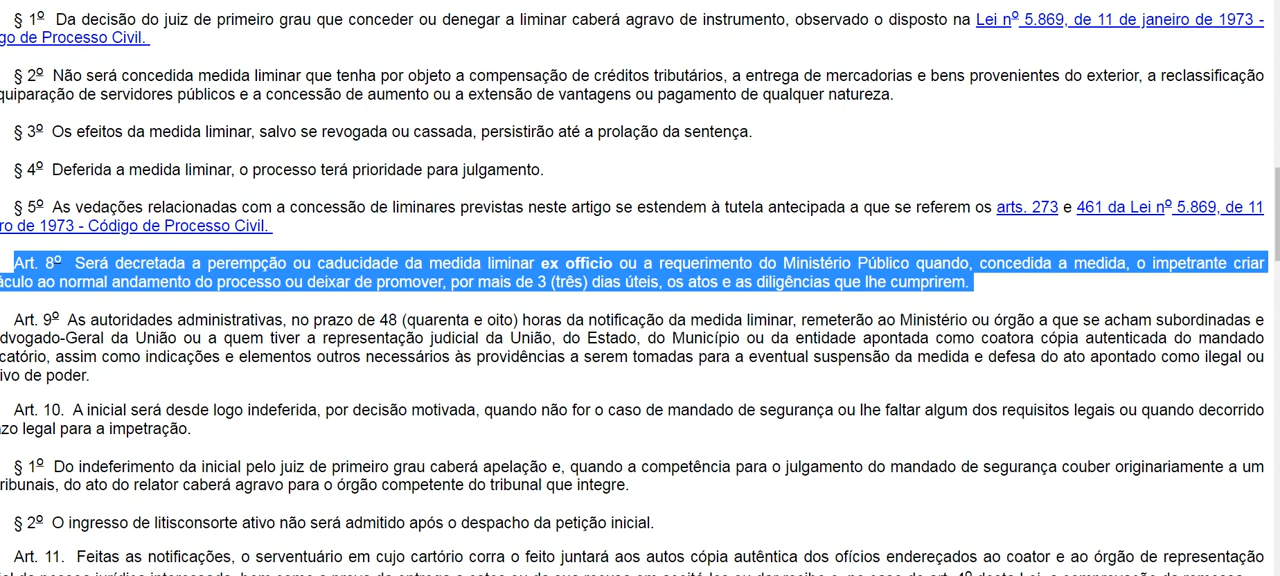 § 1º Da decisão do juiz de primeiro grau que conceder ou denegar a liminar caberá agravo de instrumento, observado o disposto na Lei nº 5.869, de 11 de janeiro de 1973 -
go de Processo Civil.
§ 2º Não será concedida medida liminar que tenha por objeto a compensação de créditos tributários, a entrega de mercadorias e bens provenientes do exterior, a reclassificação
quiparação de servidores públicos e a concessão de aumento ou a extensão de vantagens ou pagamento de qualquer natureza.
§ 3º Os efeitos da medida liminar, salvo se revogada ou cassada, persistirão até a prolação da sentença.
§ 4º Deferida a medida liminar, o processo terá prioridade para julgamento.
§ 5º As vedações relacionadas com a concessão de liminares previstas neste artigo se estendem à tutela antecipada a que se referem os arts. 273 e 461 da Lei nº 5.869, de 11
ro de 1973 - Código de Processo Civil.
Art. 8º Será decretada a perempção ou caducidade da medida liminar ex officio ou a requerimento do Ministério Público quando, concedida a medida, o impetrante criar
áculo ao normal andamento do processo ou deixar de promover, por mais de 3 (três) dias úteis, os atos e as diligências que lhe cumprirem.
Art. 9º As autoridades administrativas, no prazo de 48 (quarenta e oito) horas da notificação da medida liminar, remeterão ao Ministério ou órgão a que se acham subordinadas e
dvogado-Geral da União ou a quem tiver a representação judicial da União, do Estado, do Município ou da entidade apontada como coatora cópia autenticada do mandado
catório, assim como indicações e elementos outros necessários às providências a serem tomadas para a eventual suspensão da medida e defesa do ato apontado como ilegal ou
ivo de poder.
Art. 10. A inicial será desde logo indeferida, por decisão motivada, quando não for o caso de mandado de segurança ou lhe faltar algum dos requisitos legais ou quando decorrido
zo legal para a impetração.
§ 1º Do indeferimento da inicial pelo juiz de primeiro grau caberá apelação e, quando a competência para o julgamento do mandado de segurança couber originariamente a um
ribunais, do ato do relator caberá agravo para o órgão competente do tribunal que integre.
§ 2º O ingresso de litisconsorte ativo não será admitido após o despacho da petição inicial.
Art. 11. Feitas as notificações, o serventuário em cujo cartório corra o feito juntará aos autos cópia autêntica dos ofícios endereçados ao coator e ao órgão de representação